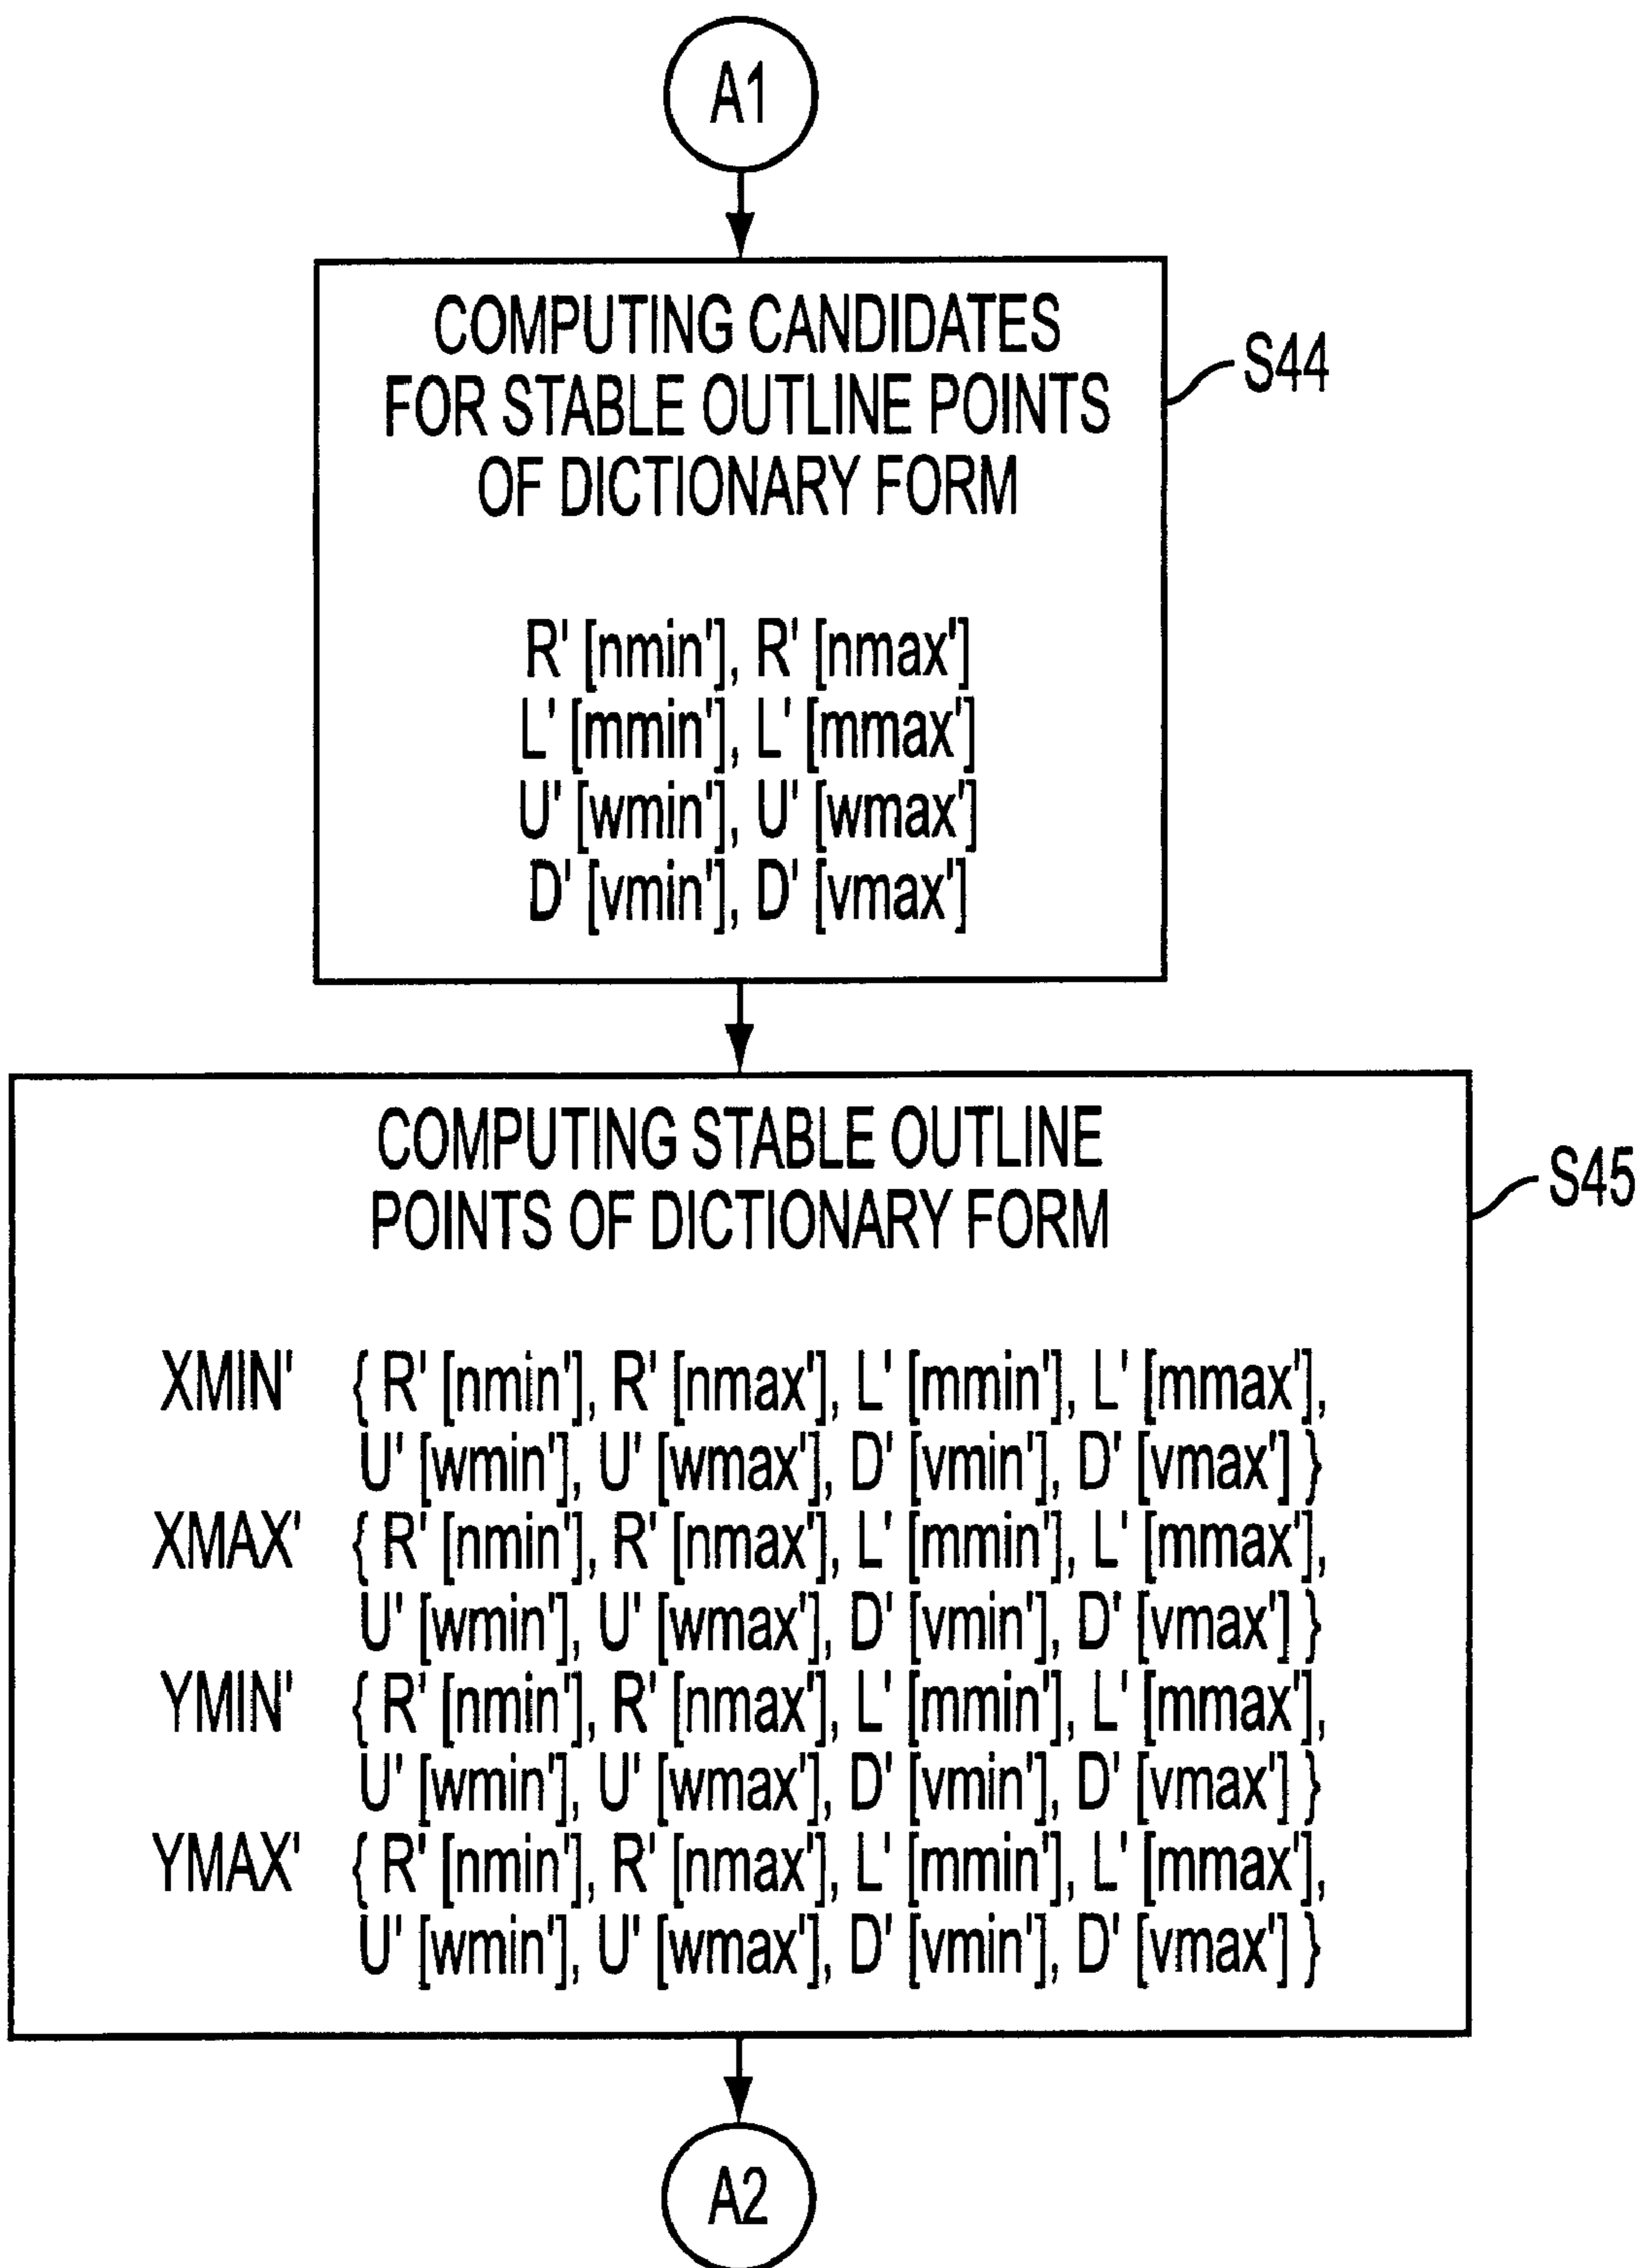 A1
COMPUTING CANDIDATES
FOR STABLE OUTLINE POINTS
OF DICTIONARY FORM
S44
R' [nmin'], R' [nmax']
L' [mmin'], L' [mmax']
U' [wmin'], U' [wmax']
D' [vmin'], D' [vmax']
COMPUTING STABLE OUTLINE
POINTS OF DICTIONARY FORM
S45
XMIN' { R' [nmin'], R' [nmax'], L' [mmin'], L' [mmax'],
U' [wmin'], U' [wmax'], D' [vmin'], D' [vmax'] }
XMAX' { R' [nmin'], R' [nmax'], L' [mmin'], L' [mmax'],
U' [wmin'], U' [wmax'], D' [vmin'], D' [vmax'] }
YMIN' { R' [nmin'], R' [nmax'], L' [mmin'], L' [mmax'],
U' [wmin'], U' [wmax'], D' [vmin'], D' [vmax'] }
YMAX' { R' [nmin'], R' [nmax'], L' [mmin'], L' [mmax'],
U' [wmin'], U' [wmax'], D' [vmin'], D' [vmax'] }
A2